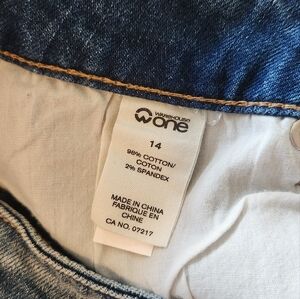 WAREHOUSE
one
14
98% COTTON/
COTON
2% SPANDEX
MADE IN CHINA
FABRIQUE EN
CHINE
CA NO. 07217